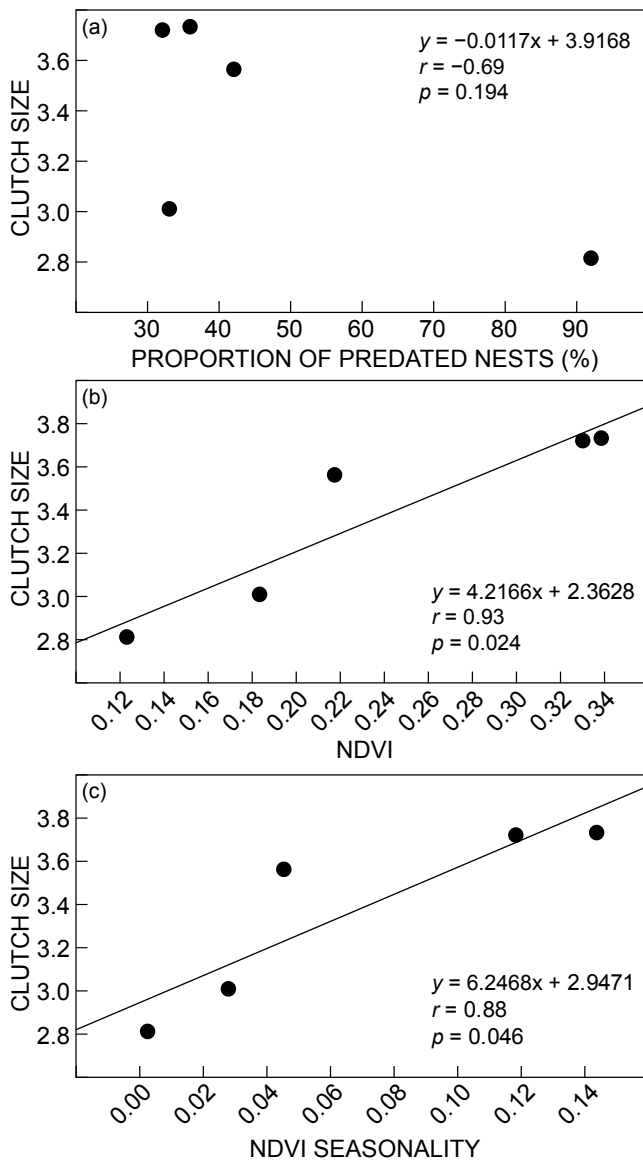 (a)
y = −0.0117x + 3.9168
r = −0.69
p = 0.194
3.6
3.4
3.2
3.0
2.8
CLUTCH SIZE
30 40 50 60 70 80 90
PROPORTION OF PREDATED NESTS (%)
(b)
3.8
3.6
3.4
3.2
3.0
2.8
CLUTCH SIZE
y = 4.2166x + 2.3628
r = 0.93
p = 0.024
0.12 0.14 0.16 0.18 0.20 0.22 0.24 0.26 0.28 0.30 0.32 0.34
NDVI
(c)
3.8
3.6
3.4
3.2
3.0
2.8
CLUTCH SIZE
y = 6.2468x + 2.9471
r = 0.88
p = 0.046
0.00 0.02 0.04 0.06 0.08 0.10 0.12 0.14
NDVI SEASONALITY